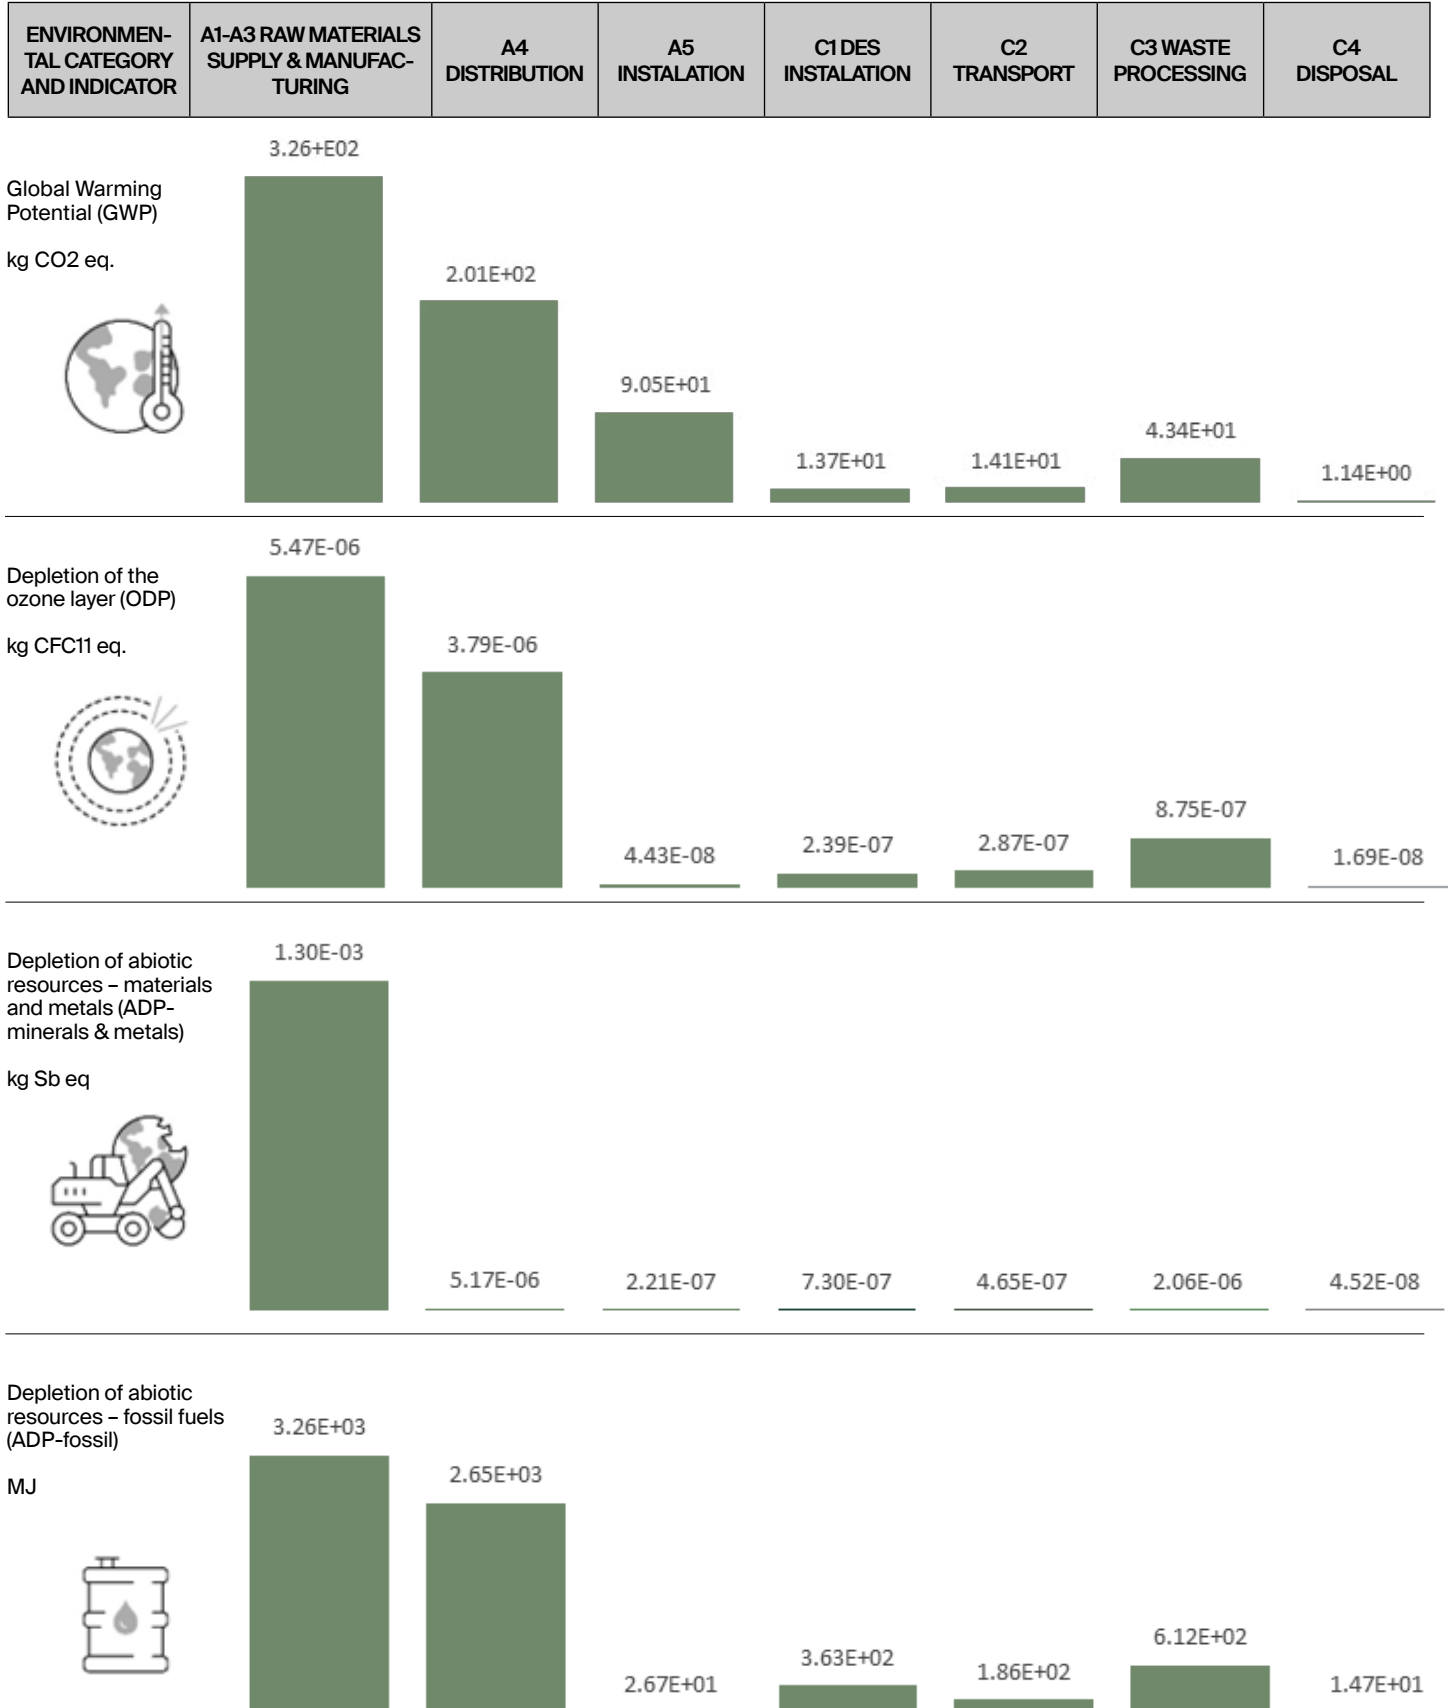 ENVIRONMEN-
TAL CATEGORY
AND INDICATOR
A1-A3 RAW MATERIALS
SUPPLY & MANUFAC-
TURING
A4
DISTRIBUTION
A5
INSTALATION
C1 DES
INSTALATION
C2
TRANSPORT
C3 WASTE
PROCESSING
C4
DISPOSAL
Global Warming
Potential (GWP)
kg CO2 eq.
3.26+E02
2.01E+02
9.05E+01
1.37E+01
1.41E+01
4.34E+01
1.14E+00
Depletion of the
ozone layer (ODP)
kg CFC11 eq.
5.47E-06
3.79E-06
4.43E-08
2.39E-07
2.87E-07
8.75E-07
1.69E-08
Depletion of abiotic
resources – materials
and metals (ADP-
minerals & metals)
kg Sb eq
1.30E-03
5.17E-06
2.21E-07
7.30E-07
4.65E-07
2.06E-06
4.52E-08
Depletion of abiotic
resources – fossil fuels
(ADP-fossil)
MJ
3.26E+03
2.65E+03
2.67E+01
3.63E+02
1.86E+02
6.12E+02
1.47E+01